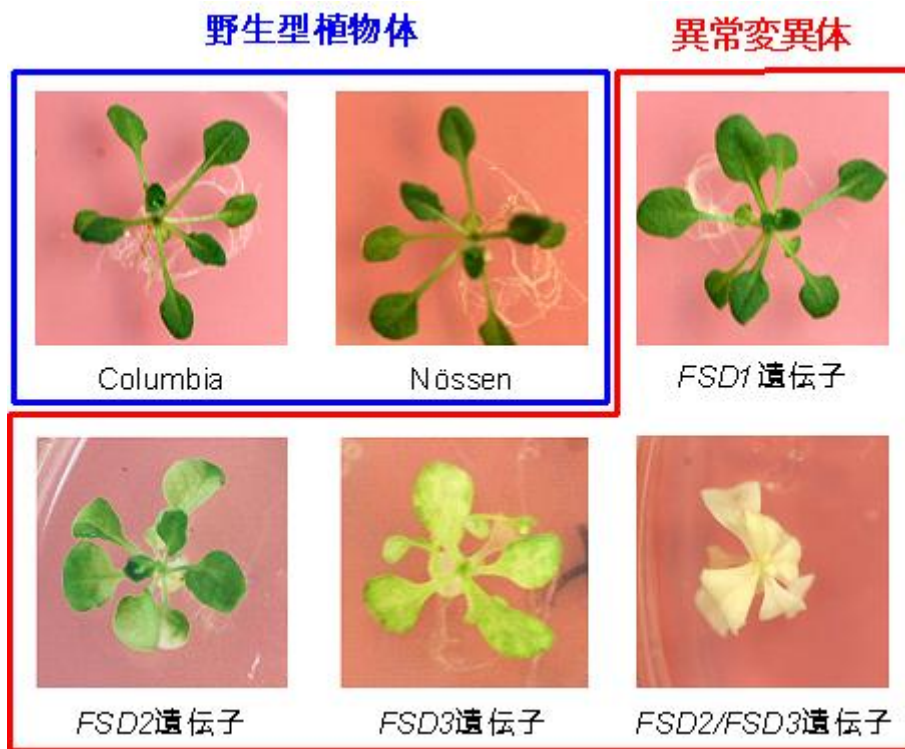 野生型植物体
異常変異体
Columbia
Nössen
FSD1遺伝子
FSD2遺伝子
FSD3遺伝子
FSD2/FSD3遺伝子